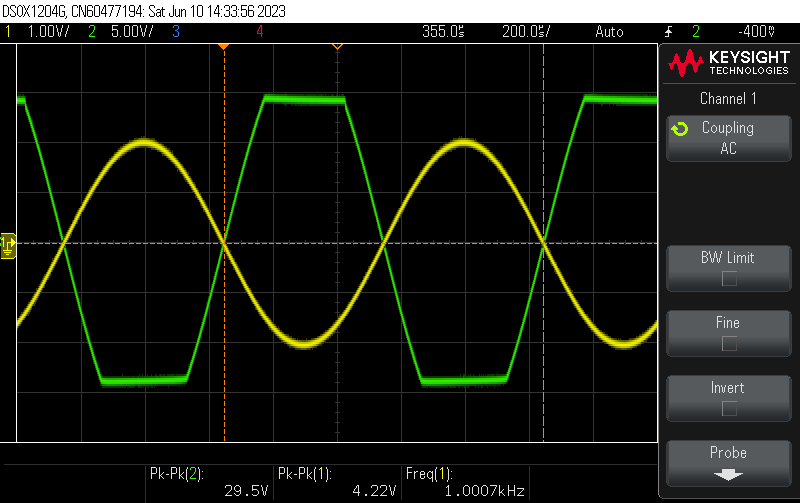 DSOX1204G, CN60477194: Sat Jun 10 14:33:56 2023
1 1.00V/ 2 5.00V/ 3 4 355.0s 200.0s/ Auto 2 -400V
KEYSIGHT
TECHNOLOGIES
Channel 1
Coupling
AC
BW Limit
Fine
Invert
Probe
Pk-Pk(2): Pk-Pk(1): Freq(1):
29.5V 4.22V 1.0007kHz